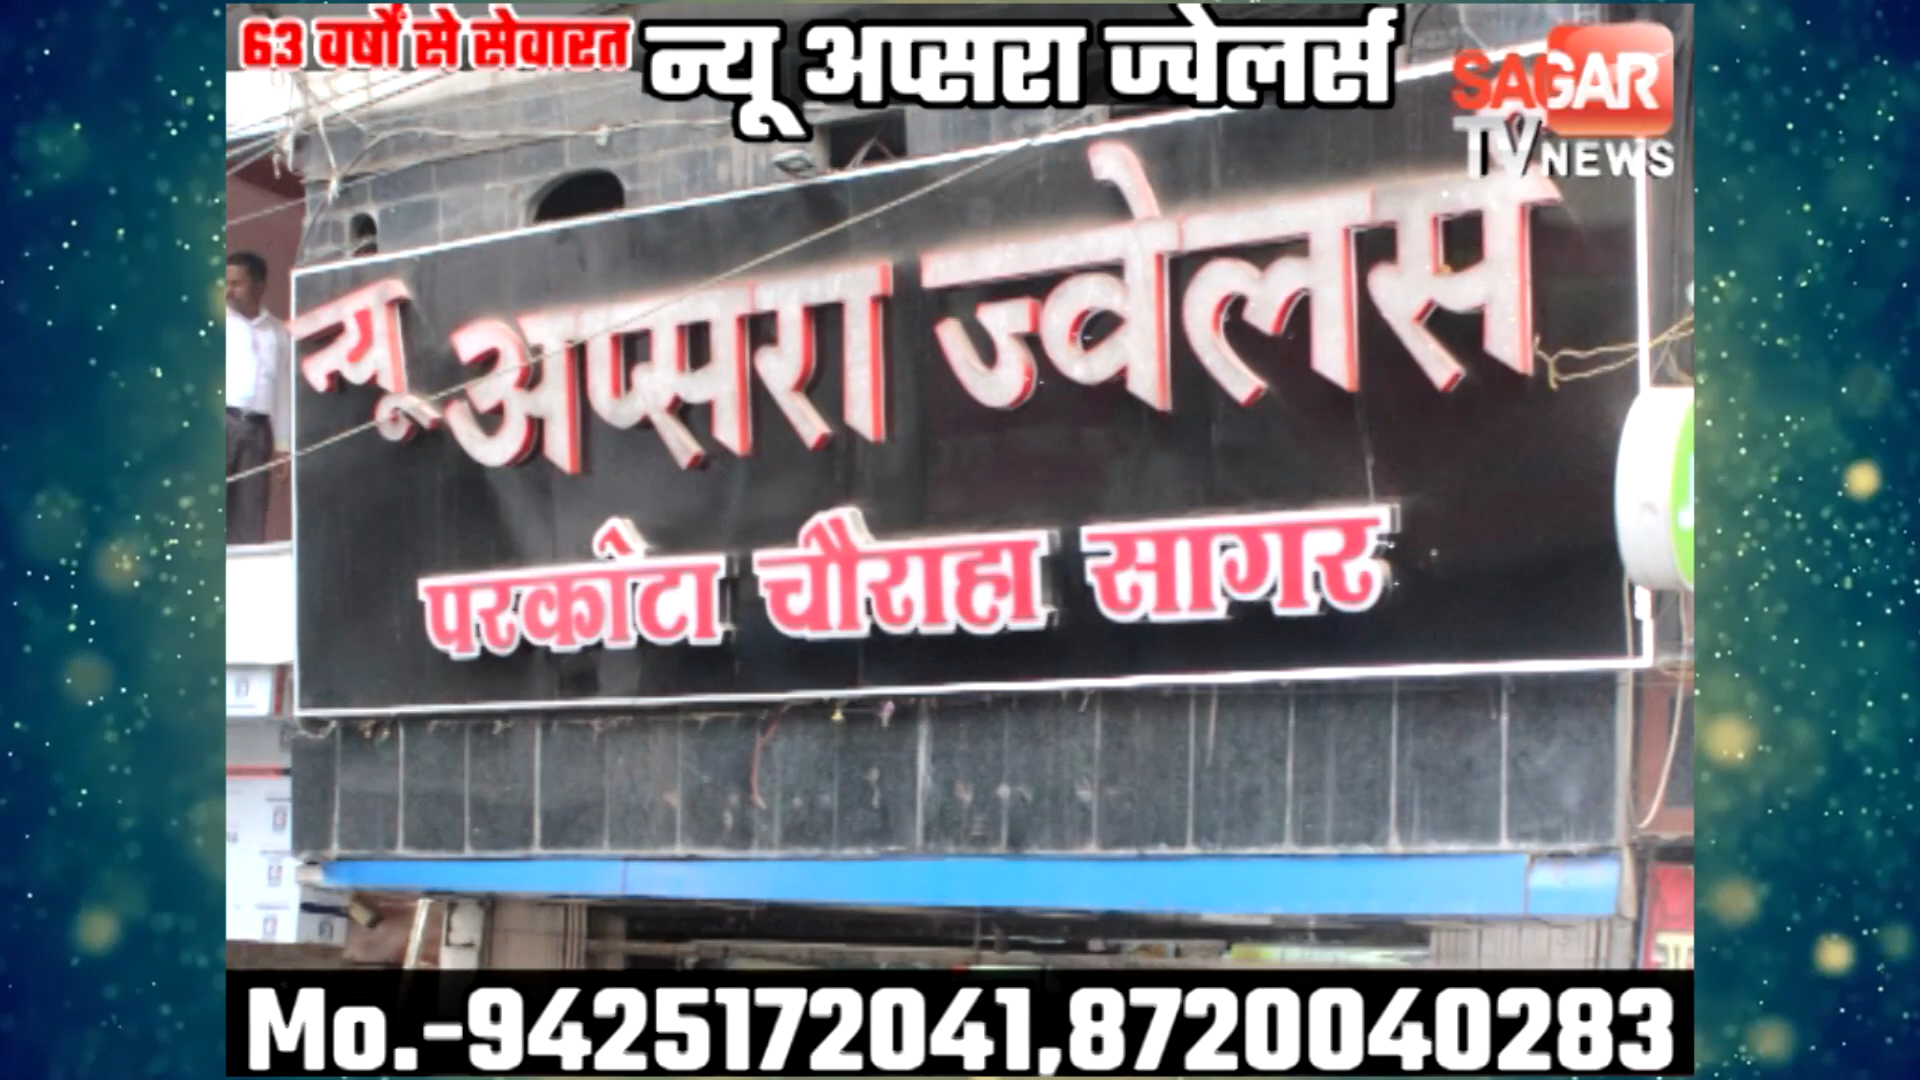 63 वर्षों से सेवारत न्यू अप्सरा ज्वेलर्स
SAGAR
TV NEWS
न्यू अप्सरा ज्वेलर्स
परकोटा चौराहा सागर
Mo.-9425172041,8720040283